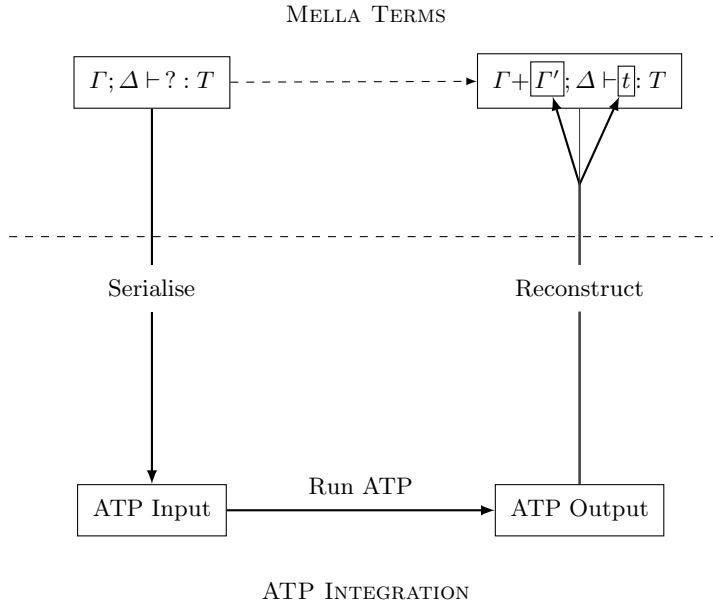 MELLA TERMS
Γ; Δ ⊢ ? : T
Γ + Γ′; Δ ⊢ t : T
Serialise
Reconstruct
Run ATP
ATP Input
ATP Output
ATP INTEGRATION